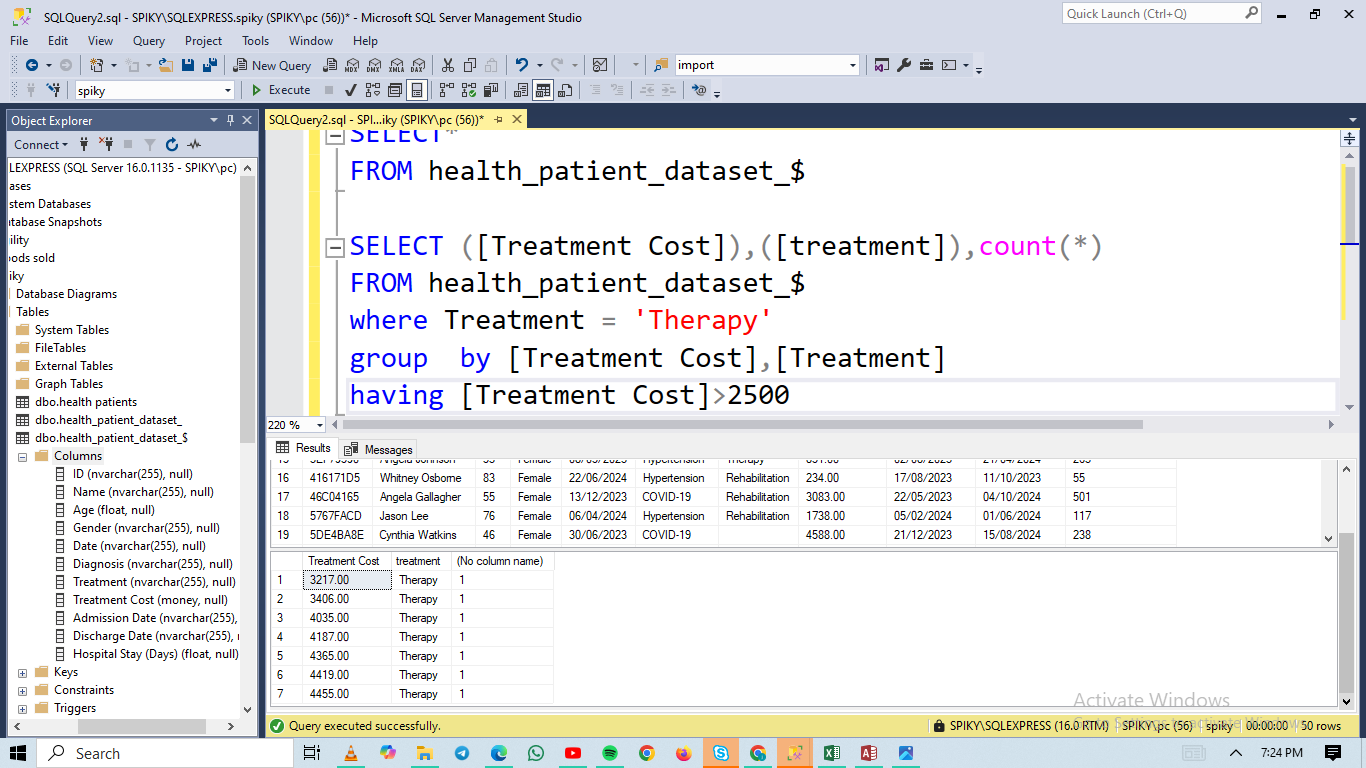 SQLQuery2.sql - SPIKY\SQLEXPRESS.spiky (SPIKY\pc (56))* - Microsoft SQL Server Management Studio
Quick Launch (Ctrl+Q)
File Edit View Query Project Tools Window Help
New Query MDX DMX XMLA DAX import
spiky Execute
Object Explorer
SQLQuery2.sql - SPI...iky (SPIKY\pc (56))*
Connect
LEXPRESS (SQL Server 16.0.1135 - SPIKY\pc)
ases
stem Databases
atabase Snapshots
ility
ods sold
iky
Database Diagrams
Tables
System Tables
FileTables
External Tables
Graph Tables
dbo.health patients
dbo.health_patient_dataset_
dbo.health_patient_dataset_$
Columns
ID (nvarchar(255), null)
Name (nvarchar(255), null)
Age (float, null)
Gender (nvarchar(255), null)
Date (nvarchar(255), null)
Diagnosis (nvarchar(255), null)
Treatment (nvarchar(255), null)
Treatment Cost (money, null)
Admission Date (nvarchar(255),
Discharge Date (nvarchar(255),
Hospital Stay (Days) (float, null)
Keys
Constraints
Triggers
SELECT*
FROM health_patient_dataset_$
SELECT ([Treatment Cost]),([treatment]),count(*)
FROM health_patient_dataset_$
where Treatment = 'Therapy'
group  by [Treatment Cost],[Treatment]
having [Treatment Cost]>2500
220 %
Results Messages
16 416171D5 Whitney Osborne 83 Female 22/06/2024 Hypertension Rehabilitation 234.00 17/08/2023 11/10/2023 55
17 46C04165 Angela Gallagher 55 Female 13/12/2023 COVID-19 Rehabilitation 3083.00 22/05/2023 04/10/2024 501
18 5767FACD Jason Lee 76 Female 06/04/2024 Hypertension Rehabilitation 1738.00 05/02/2024 01/06/2024 117
19 5DE4BA8E Cynthia Watkins 46 Female 30/06/2023 COVID-19 4588.00 21/12/2023 15/08/2024 238
Treatment Cost treatment (No column name)
1 3217.00 Therapy 1
2 3406.00 Therapy 1
3 4035.00 Therapy 1
4 4187.00 Therapy 1
5 4365.00 Therapy 1
6 4419.00 Therapy 1
7 4455.00 Therapy 1
Activate Windows
Go to Settings to activate Windows.
Query executed successfully.
SPIKY\SQLEXPRESS (16.0 RTM) SPIKY\pc (56) spiky 00:00:00 50 rows
Search
7:24 PM